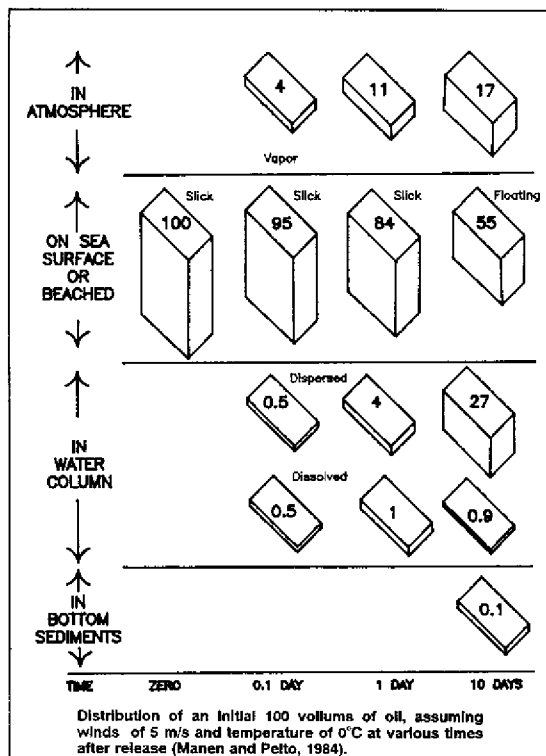 IN
ATMOSPHERE
4
11
17
Vapor
Slick
Slick
Slick
Floating
100
95
84
55
ON SEA
SURFACE
OR
BEACHED
Dispersed
0.5
4
27
IN
WATER
COLUMN
Dissolved
0.5
1
0.9
IN
BOTTOM
SEDIMENTS
0.1
TIME ZERO 0.1 DAY 1 DAY 10 DAYS
Distribution of an initial 100 vollums of oil, assuming
winds of 5 m/s and temperature of 0°C at various times
after release (Manen and Pelto, 1984).